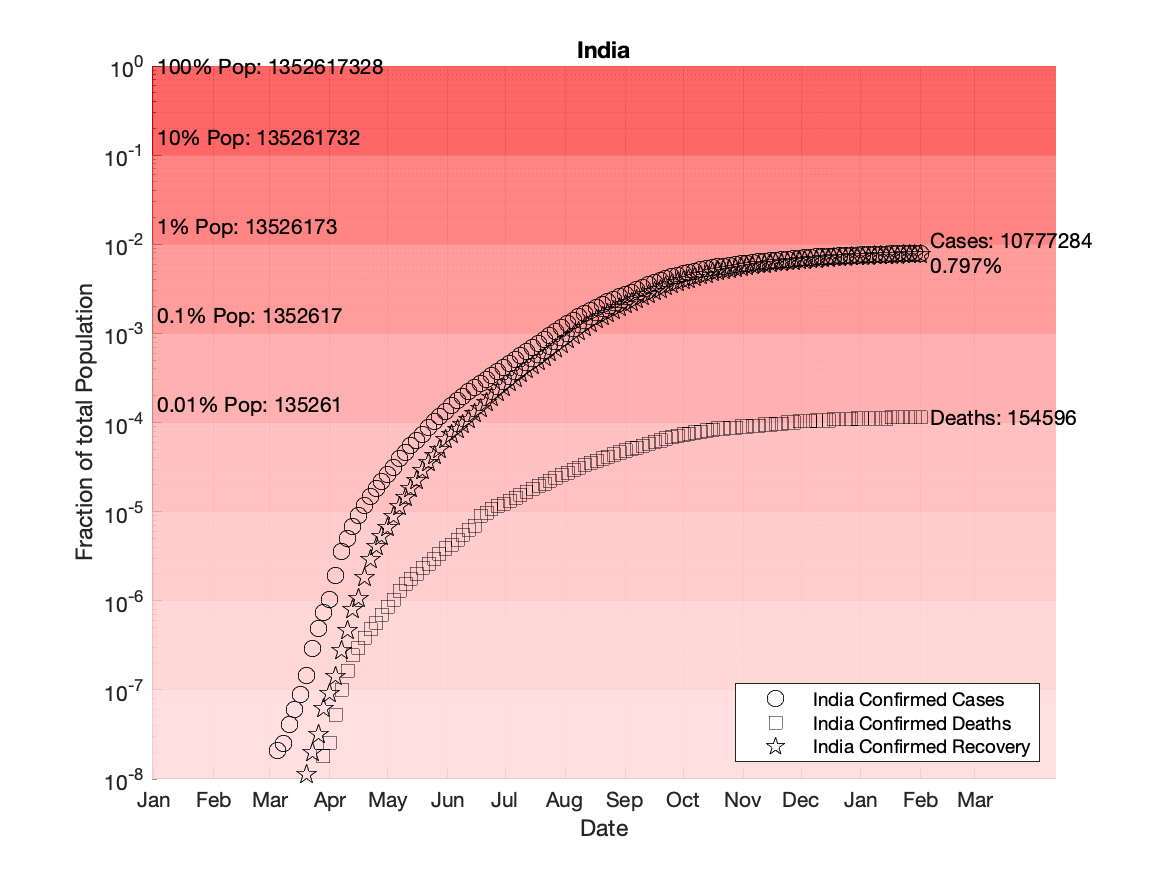 India
10^0
100% Pop: 1352617328
10% Pop: 135261732
10^-1
1% Pop: 13526173
10^-2
Cases: 10777284
0.797%
0.1% Pop: 1352617
10^-3
0.01% Pop: 135261
10^-4
Deaths: 154596
10^-5
10^-6
10^-7
10^-8
Fraction of total Population
India Confirmed Cases
India Confirmed Deaths
India Confirmed Recovery
Jan Feb Mar Apr May Jun Jul Aug Sep Oct Nov Dec Jan Feb Mar
Date